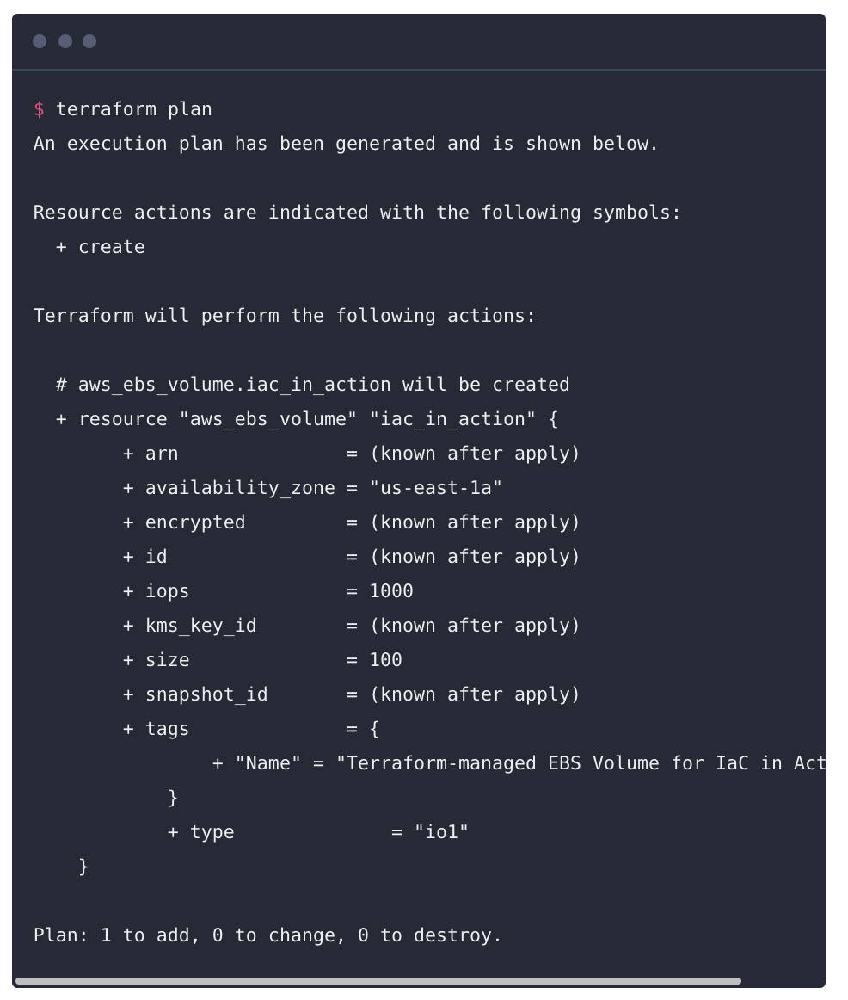 $ terraform plan
An execution plan has been generated and is shown below.
Resource actions are indicated with the following symbols:
+ create
Terraform will perform the following actions:
# aws_ebs_volume.iac_in_action will be created
+ resource "aws_ebs_volume" "iac_in_action" {
+ arn = (known after apply)
+ availability_zone = "us-east-1a"
+ encrypted = (known after apply)
+ id = (known after apply)
+ iops = 1000
+ kms_key_id = (known after apply)
+ size = 100
+ snapshot_id = (known after apply)
+ tags = {
+ "Name" = "Terraform-managed EBS Volume for IaC in Act
}
+ type = "io1"
}
Plan: 1 to add, 0 to change, 0 to destroy.